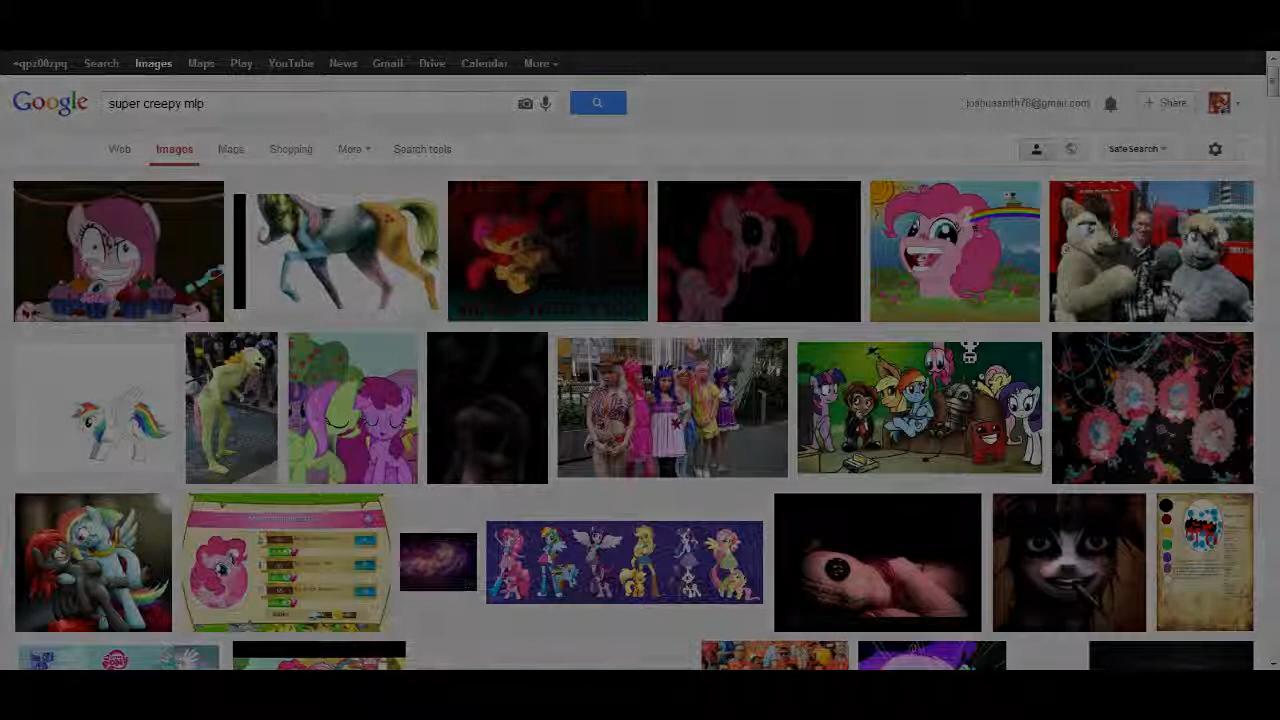 +qpz00zpq Search Images Maps Play YouTube News Gmail Drive Calendar More
Google super creepy mlp joshuasmth78@gmail.com + Share
Web Images Maps Shopping More Search tools SafeSearch